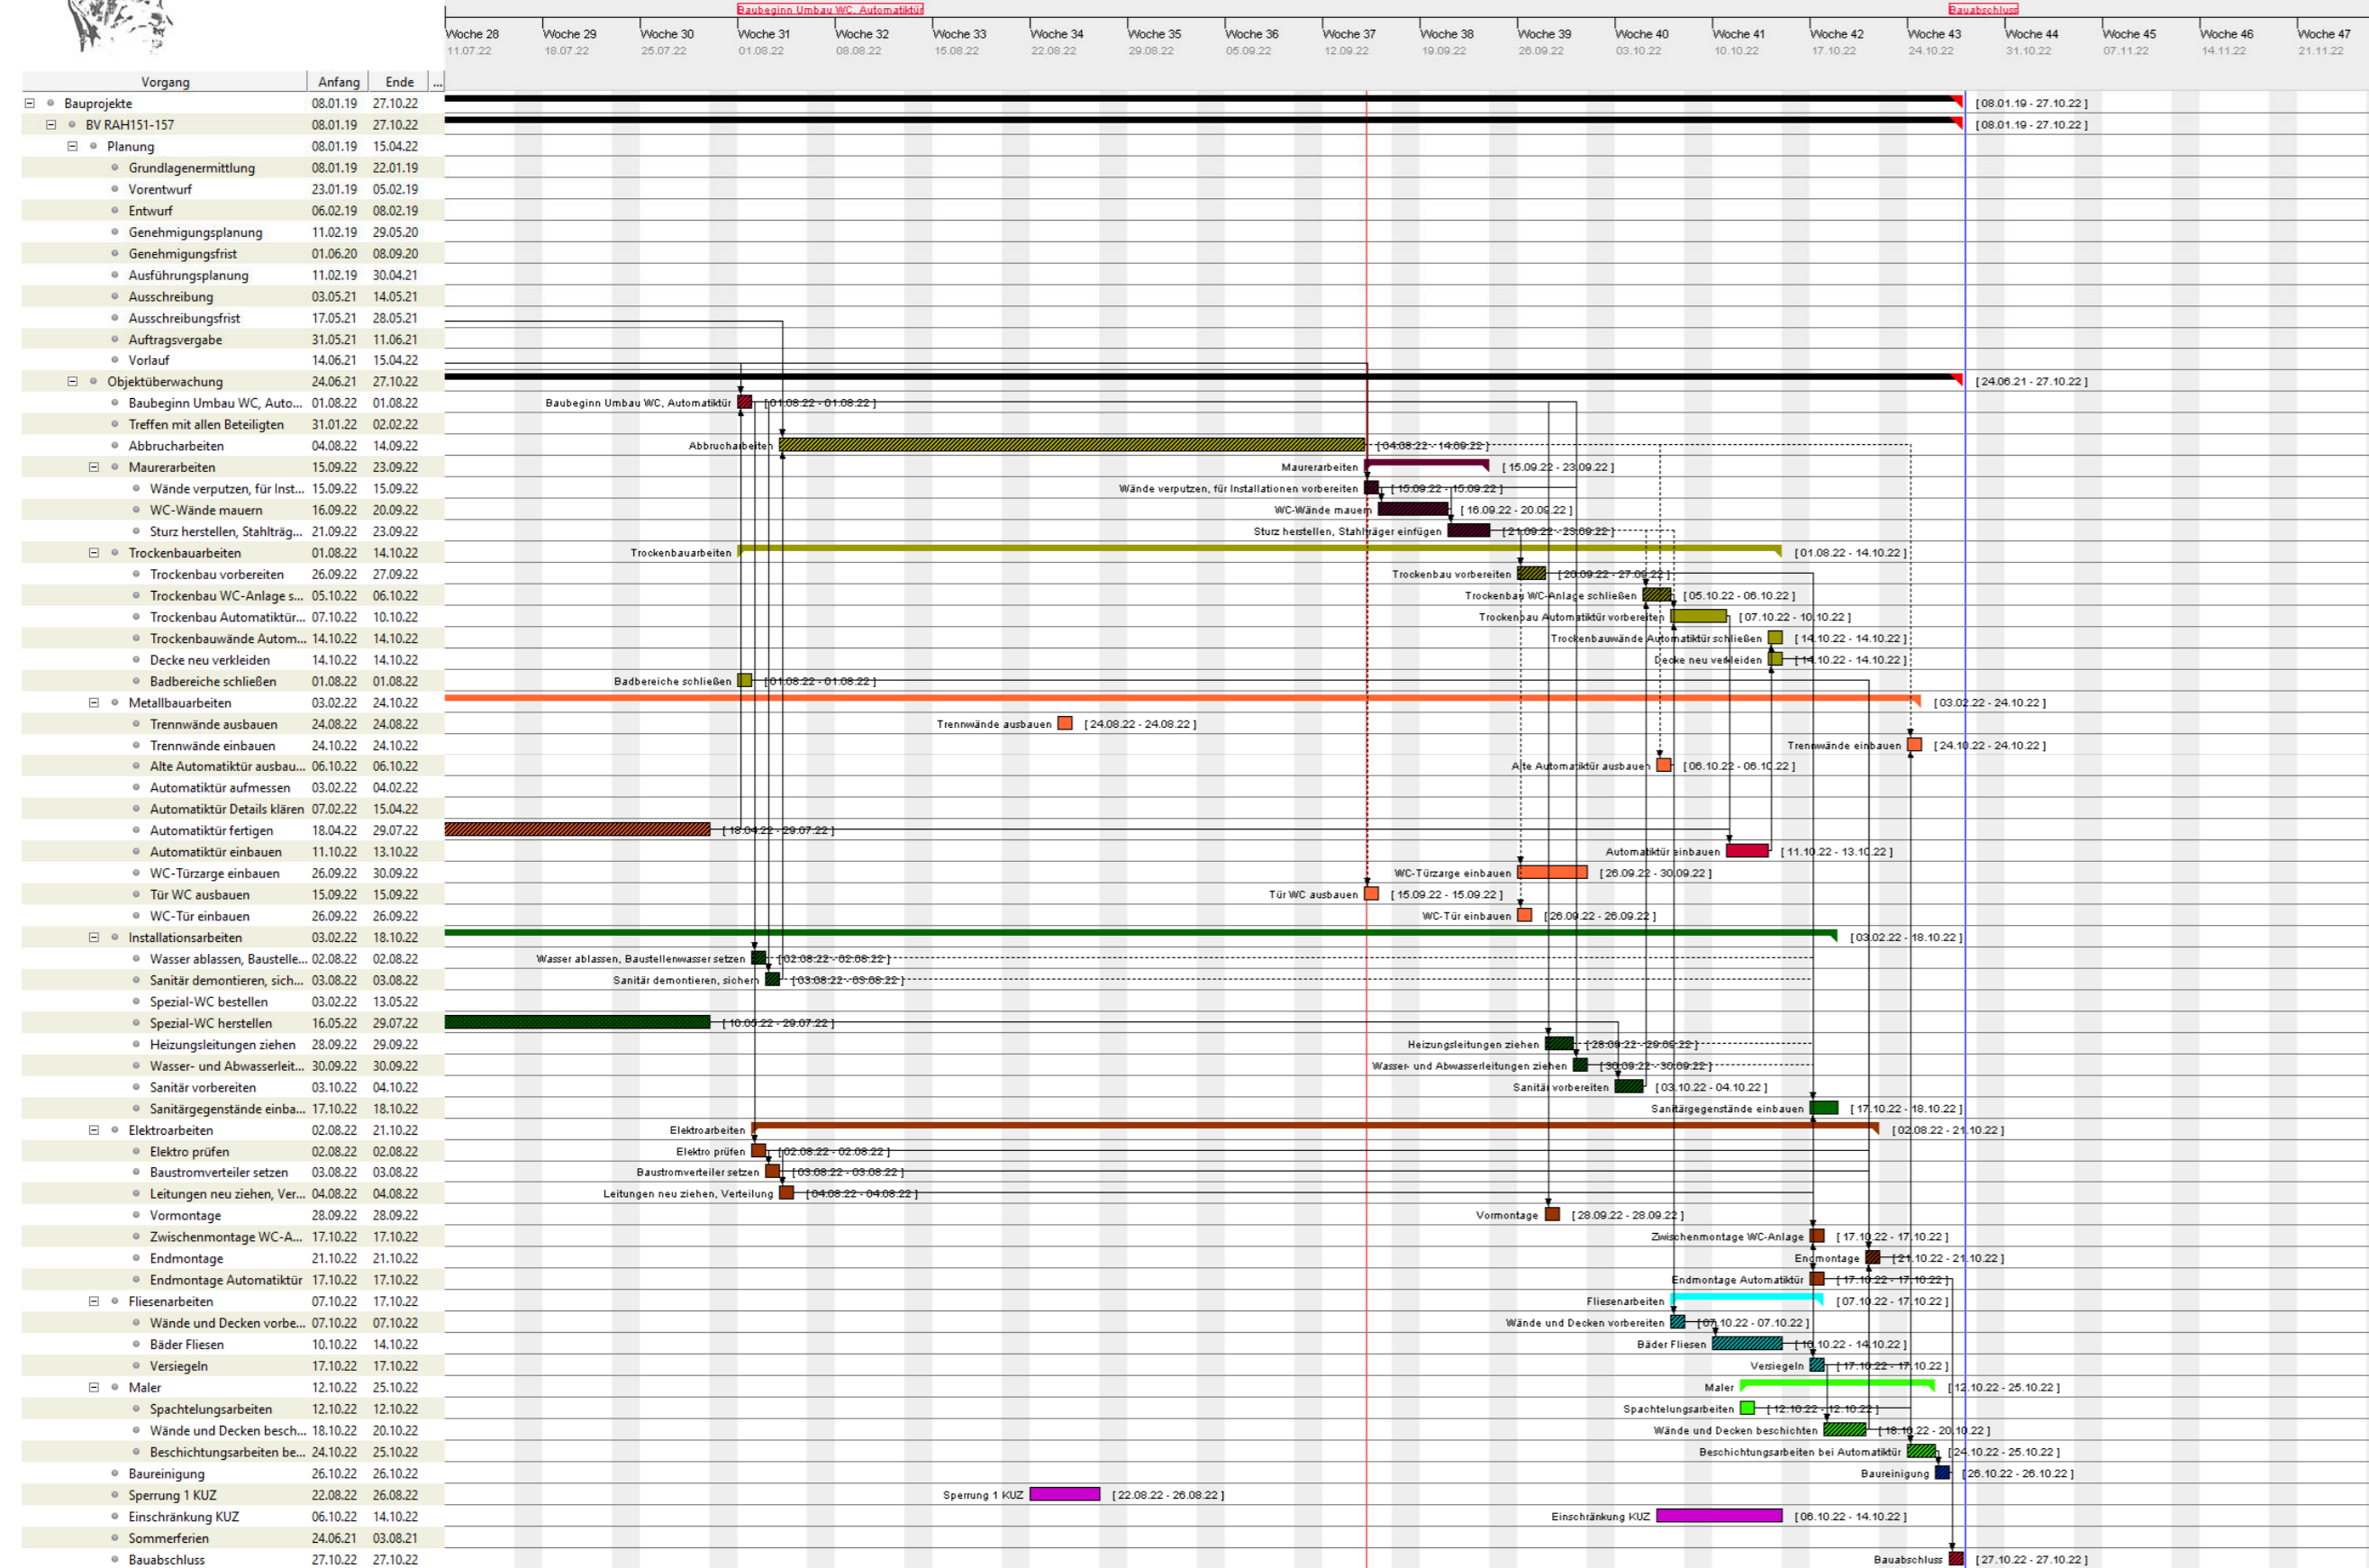 Baubeginn Umbau WC, Automatiktür Bauabschluss
Woche 28 Woche 29 Woche 30 Woche 31 Woche 32 Woche 33 Woche 34 Woche 35 Woche 36 Woche 37 Woche 38 Woche 39 Woche 40 Woche 41 Woche 42 Woche 43 Woche 44 Woche 45 Woche 46 Woche 47
11.07.22 18.07.22 25.07.22 01.08.22 08.08.22 15.08.22 22.08.22 29.08.22 05.09.22 12.09.22 19.09.22 26.09.22 03.10.22 10.10.22 17.10.22 24.10.22 31.10.22 07.11.22 14.11.22 21.11.22
Vorgang Anfang Ende ...
Bauprojekte 08.01.19 27.10.22 [ 08.01.19 - 27.10.22 ]
BV RAH151-157 08.01.19 27.10.22 [ 08.01.19 - 27.10.22 ]
Planung 08.01.19 15.04.22
Grundlagenermittlung 08.01.19 22.01.19
Vorentwurf 23.01.19 05.02.19
Entwurf 06.02.19 08.02.19
Genehmigungsplanung 11.02.19 29.05.20
Genehmigungsfrist 01.06.20 08.09.20
Ausführungsplanung 11.02.19 30.04.21
Ausschreibung 03.05.21 14.05.21
Ausschreibungsfrist 17.05.21 28.05.21
Auftragsvergabe 31.05.21 11.06.21
Vorlauf 14.06.21 15.04.22
Objektüberwachung 24.06.21 27.10.22 [ 24.06.21 - 27.10.22 ]
Baubeginn Umbau WC, Auto... 01.08.22 01.08.22 Baubeginn Umbau WC, Automatiktür [ 01.08.22 - 01.08.22 ]
Treffen mit allen Beteiligten 31.01.22 02.02.22
Abbrucharbeiten 04.08.22 14.09.22 Abbrucharbeiten [ 04.08.22 - 14.09.22 ]
Maurerarbeiten 15.09.22 23.09.22 Maurerarbeiten [ 15.09.22 - 23.09.22 ]
Wände verputzen, für Inst... 15.09.22 15.09.22 Wände verputzen, für Installationen vorbereiten [ 15.09.22 - 15.09.22 ]
WC-Wände mauern 16.09.22 20.09.22 WC-Wände mauern [ 16.09.22 - 20.09.22 ]
Sturz herstellen, Stahlträg... 21.09.22 23.09.22 Sturz herstellen, Stahlträger einfügen [ 21.09.22 - 23.09.22 ]
Trockenbauarbeiten 01.08.22 14.10.22 Trockenbauarbeiten [ 01.08.22 - 14.10.22 ]
Trockenbau vorbereiten 26.09.22 27.09.22 Trockenbau vorbereiten [ 26.09.22 - 27.09.22 ]
Trockenbau WC-Anlage s... 05.10.22 06.10.22 Trockenbau WC-Anlage schließen [ 05.10.22 - 06.10.22 ]
Trockenbau Automatiktür... 07.10.22 10.10.22 Trockenbau Automatiktür vorbereiten [ 07.10.22 - 10.10.22 ]
Trockenbauwände Autom... 14.10.22 14.10.22 Trockenbauwände Automatiktür schließen [ 14.10.22 - 14.10.22 ]
Decke neu verkleiden 14.10.22 14.10.22 Decke neu verkleiden [ 14.10.22 - 14.10.22 ]
Badbereiche schließen 01.08.22 01.08.22 Badbereiche schließen [ 01.08.22 - 01.08.22 ]
Metallbauarbeiten 03.02.22 24.10.22 [ 03.02.22 - 24.10.22 ]
Trennwände ausbauen 24.08.22 24.08.22 Trennwände ausbauen [ 24.08.22 - 24.08.22 ]
Trennwände einbauen 24.10.22 24.10.22 Trennwände einbauen [ 24.10.22 - 24.10.22 ]
Alte Automatiktür ausbau... 06.10.22 06.10.22 Alte Automatiktür ausbauen [ 06.10.22 - 06.10.22 ]
Automatiktür aufmessen 03.02.22 04.02.22
Automatiktür Details klären 07.02.22 15.04.22
Automatiktür fertigen 18.04.22 29.07.22 [ 18.04.22 - 29.07.22 ]
Automatiktür einbauen 11.10.22 13.10.22 Automatiktür einbauen [ 11.10.22 - 13.10.22 ]
WC-Türzarge einbauen 26.09.22 30.09.22 WC-Türzarge einbauen [ 26.09.22 - 30.09.22 ]
Tür WC ausbauen 15.09.22 15.09.22 Tür WC ausbauen [ 15.09.22 - 15.09.22 ]
WC-Tür einbauen 26.09.22 26.09.22 WC-Tür einbauen [ 26.09.22 - 26.09.22 ]
Installationsarbeiten 03.02.22 18.10.22 [ 03.02.22 - 18.10.22 ]
Wasser ablassen, Baustelle... 02.08.22 02.08.22 Wasser ablassen, Baustellenwasser setzen [ 02.08.22 - 02.08.22 ]
Sanitär demontieren, sich... 03.08.22 03.08.22 Sanitär demontieren, sichern [ 03.08.22 - 03.08.22 ]
Spezial-WC bestellen 03.02.22 13.05.22
Spezial-WC herstellen 16.05.22 29.07.22 [ 16.05.22 - 29.07.22 ]
Heizungsleitungen ziehen 28.09.22 29.09.22 Heizungsleitungen ziehen [ 28.09.22 - 29.09.22 ]
Wasser- und Abwasserleit... 30.09.22 30.09.22 Wasser- und Abwasserleitungen ziehen [ 30.09.22 - 30.09.22 ]
Sanitär vorbereiten 03.10.22 04.10.22 Sanitär vorbereiten [ 03.10.22 - 04.10.22 ]
Sanitärgegenstände einba... 17.10.22 18.10.22 Sanitärgegenstände einbauen [ 17.10.22 - 18.10.22 ]
Elektroarbeiten 02.08.22 21.10.22 Elektroarbeiten [ 02.08.22 - 21.10.22 ]
Elektro prüfen 02.08.22 02.08.22 Elektro prüfen [ 02.08.22 - 02.08.22 ]
Baustromverteiler setzen 03.08.22 03.08.22 Baustromverteiler setzen [ 03.08.22 - 03.08.22 ]
Leitungen neu ziehen, Ver... 04.08.22 04.08.22 Leitungen neu ziehen, Verteilung [ 04.08.22 - 04.08.22 ]
Vormontage 28.09.22 28.09.22 Vormontage [ 28.09.22 - 28.09.22 ]
Zwischenmontage WC-A... 17.10.22 17.10.22 Zwischenmontage WC-Anlage [ 17.10.22 - 17.10.22 ]
Endmontage 21.10.22 21.10.22 Endmontage [ 21.10.22 - 21.10.22 ]
Endmontage Automatiktür 17.10.22 17.10.22 Endmontage Automatiktür [ 17.10.22 - 17.10.22 ]
Fliesenarbeiten 07.10.22 17.10.22 Fliesenarbeiten [ 07.10.22 - 17.10.22 ]
Wände und Decken vorbe... 07.10.22 07.10.22 Wände und Decken vorbereiten [ 07.10.22 - 07.10.22 ]
Bäder Fliesen 10.10.22 14.10.22 Bäder Fliesen [ 10.10.22 - 14.10.22 ]
Versiegeln 17.10.22 17.10.22 Versiegeln [ 17.10.22 - 17.10.22 ]
Maler 12.10.22 25.10.22 Maler [ 12.10.22 - 25.10.22 ]
Spachtelungsarbeiten 12.10.22 12.10.22 Spachtelungsarbeiten [ 12.10.22 - 12.10.22 ]
Wände und Decken besch... 18.10.22 20.10.22 Wände und Decken beschichten [ 18.10.22 - 20.10.22 ]
Beschichtungsarbeiten be... 24.10.22 25.10.22 Beschichtungsarbeiten bei Automatiktür [ 24.10.22 - 25.10.22 ]
Baureinigung 26.10.22 26.10.22 Baureinigung [ 26.10.22 - 26.10.22 ]
Sperrung 1 KUZ 22.08.22 26.08.22 Sperrung 1 KUZ [ 22.08.22 - 26.08.22 ]
Einschränkung KUZ 06.10.22 14.10.22 Einschränkung KUZ [ 06.10.22 - 14.10.22 ]
Sommerferien 24.06.21 03.08.21
Bauabschluss 27.10.22 27.10.22 Bauabschluss [ 27.10.22 - 27.10.22 ]